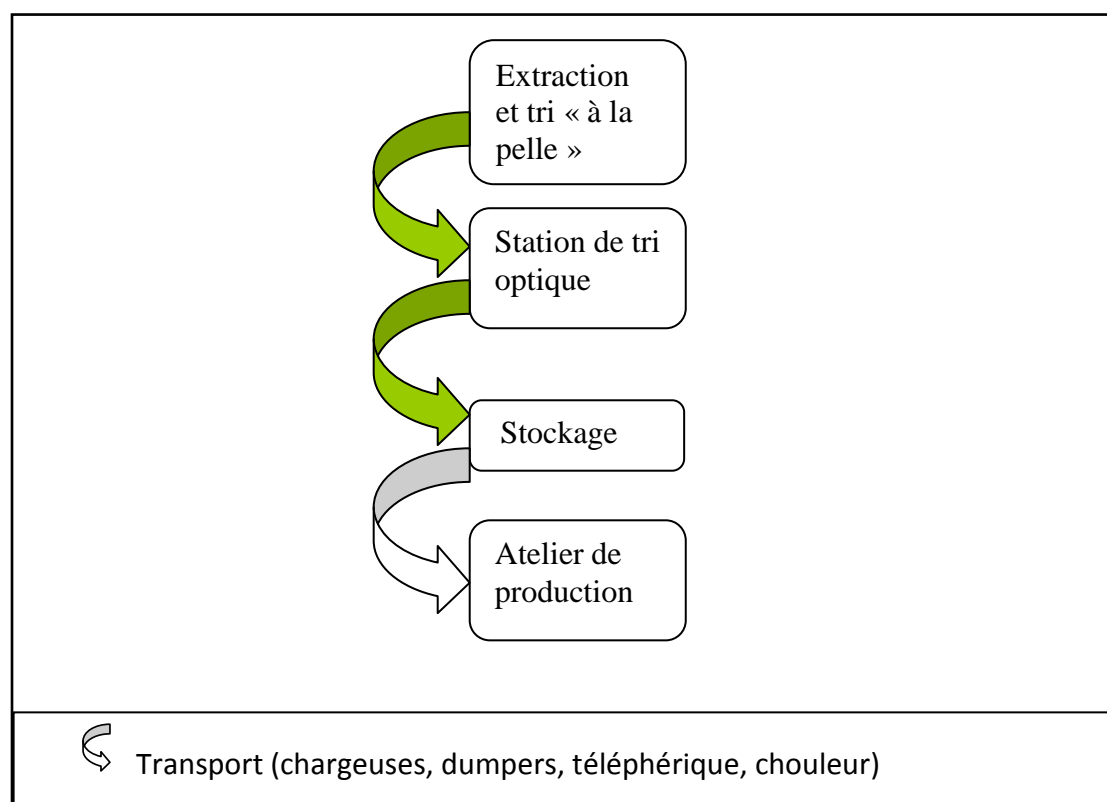 Extraction
et tri « à la
pelle »
Station de tri
optique
Stockage
Atelier de
production
Transport (chargeuses, dumpers, téléphérique, chouleur)